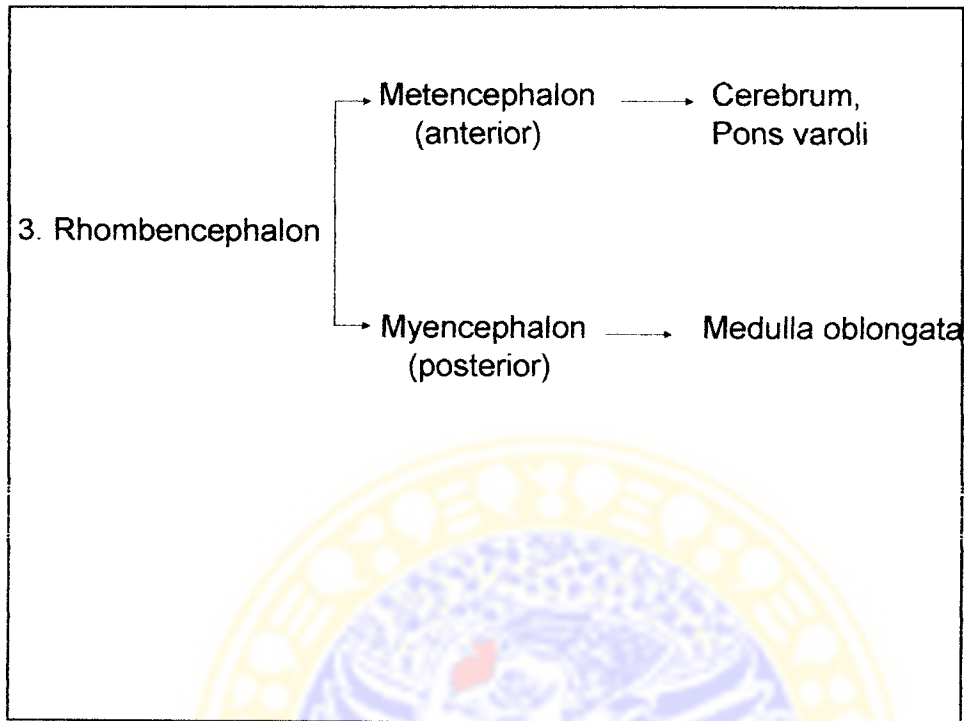 Metencephalon → Cerebrum,
(anterior) Pons varoli
3. Rhombencephalon
Myencephalon → Medulla oblongata
(posterior)